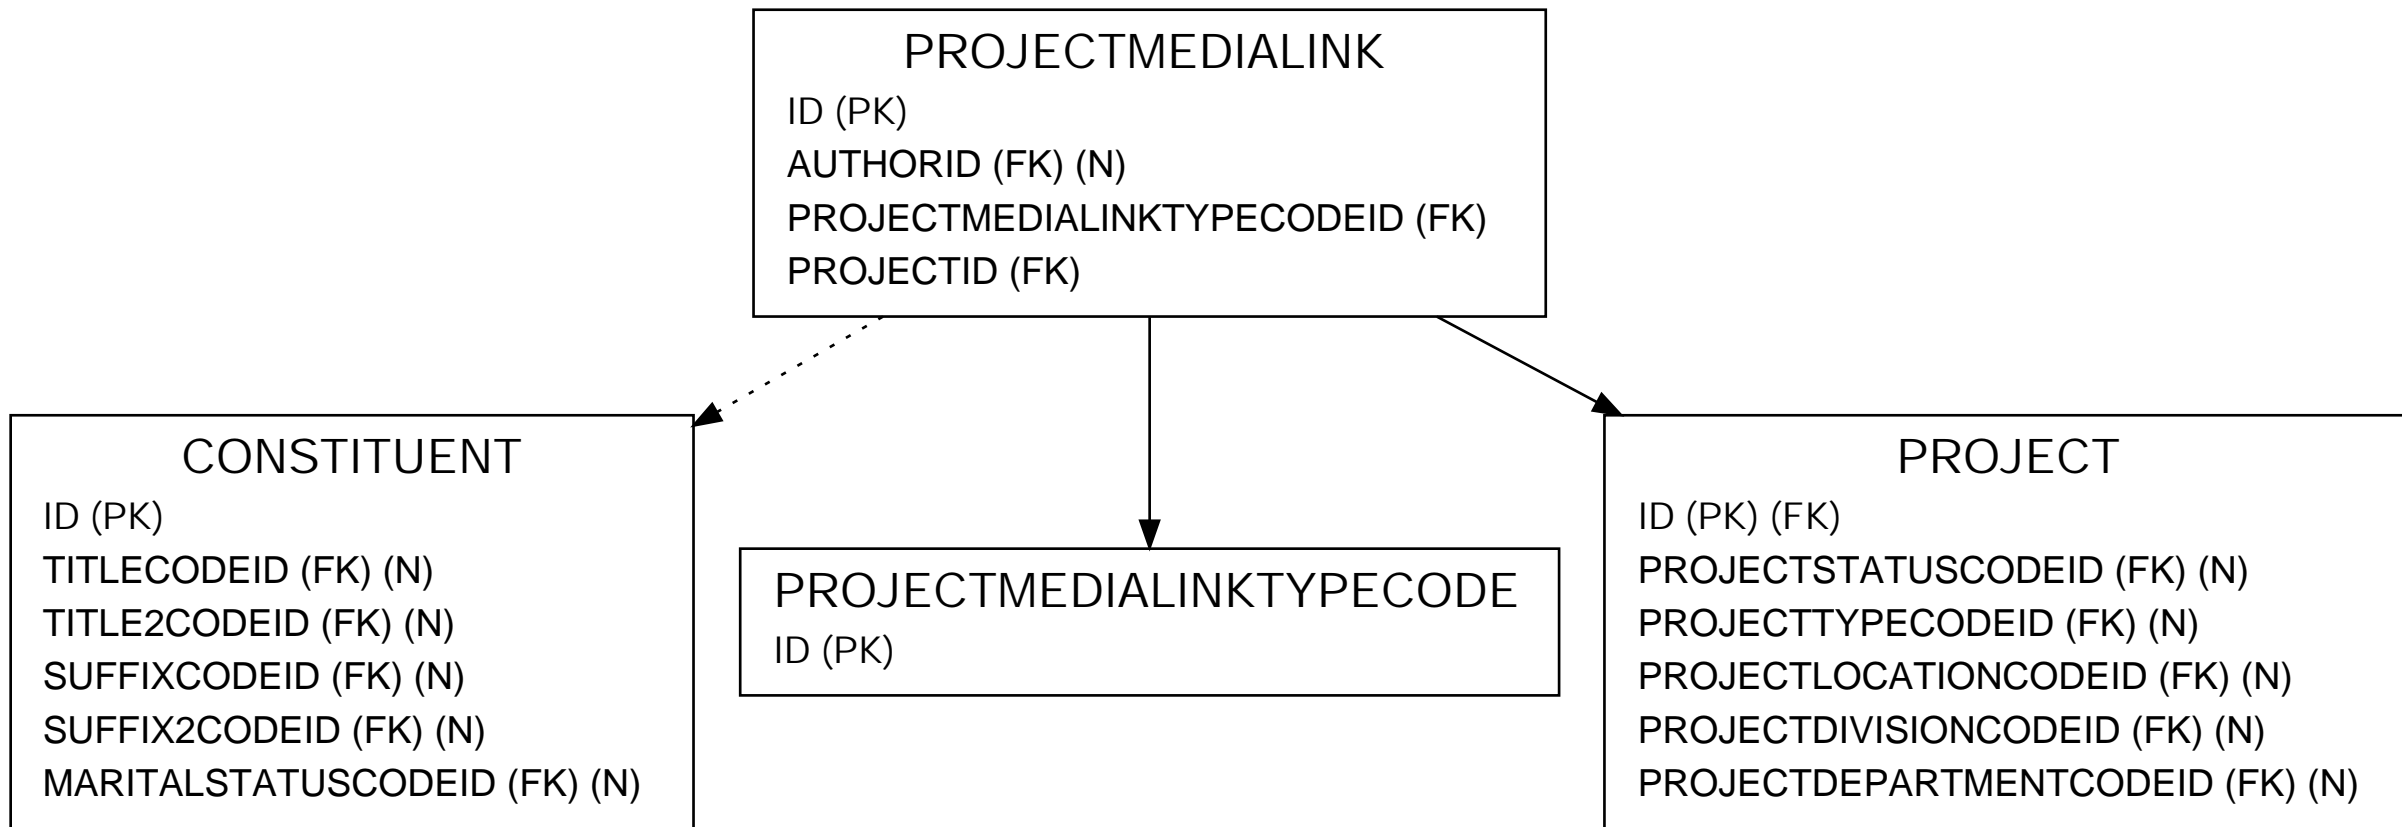 PROJECTMEDIALINK
ID (PK)
AUTHORID (FK) (N)
PROJECTMEDIALINKTYPECODEID (FK)
PROJECTID (FK)
CONSTITUENT
ID (PK)
TITLECODEID (FK) (N)
TITLE2CODEID (FK) (N)
SUFFIXCODEID (FK) (N)
SUFFIX2CODEID (FK) (N)
MARITALSTATUSCODEID (FK) (N)
PROJECTMEDIALINKTYPECODE
ID (PK)
PROJECT
ID (PK) (FK)
PROJECTSTATUSCODEID (FK) (N)
PROJECTTYPECODEID (FK) (N)
PROJECTLOCATIONCODEID (FK) (N)
PROJECTDIVISIONCODEID (FK) (N)
PROJECTDEPARTMENTCODEID (FK) (N)